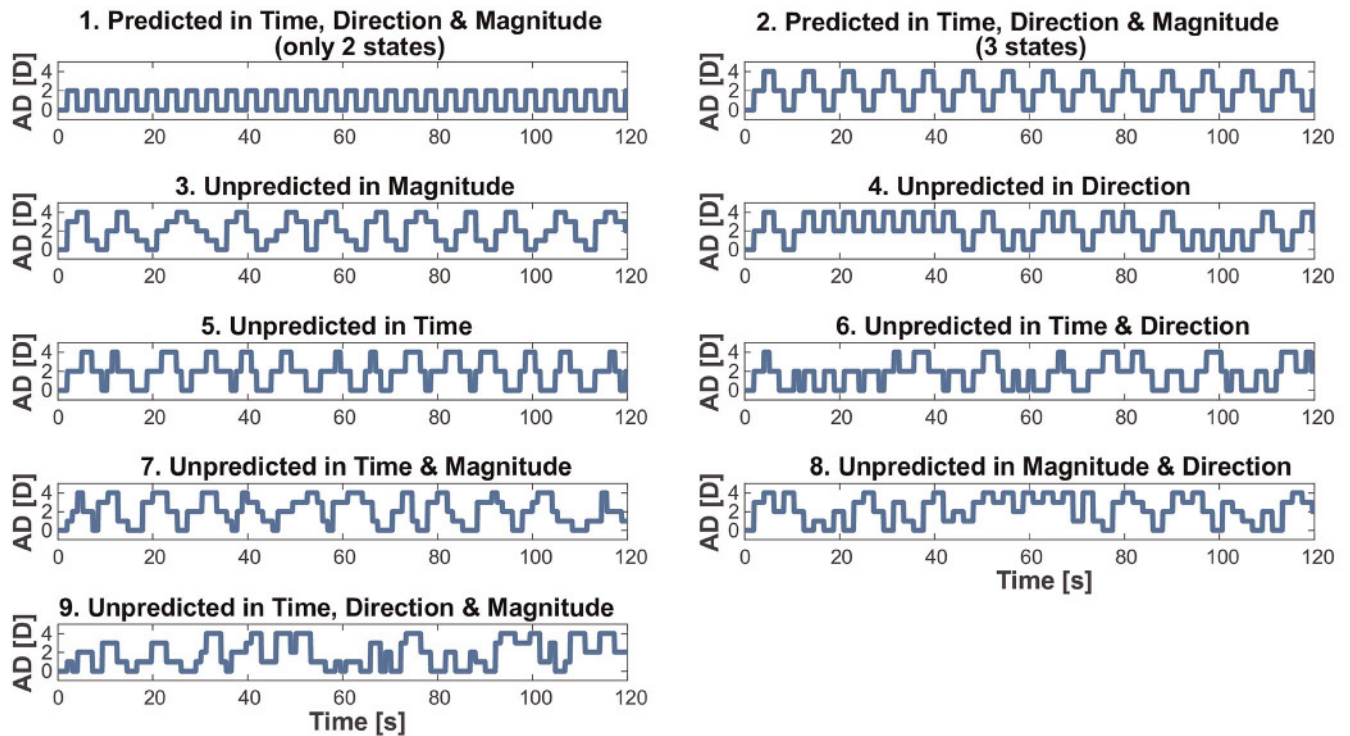 1. Predicted in Time, Direction & Magnitude
(only 2 states)
AD [D]
4
2
0
0 20 40 60 80 100 120
2. Predicted in Time, Direction & Magnitude
(3 states)
AD [D]
4
2
0
0 20 40 60 80 100 120
3. Unpredicted in Magnitude
AD [D]
4
2
0
0 20 40 60 80 100 120
4. Unpredicted in Direction
AD [D]
4
2
0
0 20 40 60 80 100 120
5. Unpredicted in Time
AD [D]
4
2
0
0 20 40 60 80 100 120
6. Unpredicted in Time & Direction
AD [D]
4
2
0
0 20 40 60 80 100 120
7. Unpredicted in Time & Magnitude
AD [D]
4
2
0
0 20 40 60 80 100 120
8. Unpredicted in Magnitude & Direction
AD [D]
4
2
0
0 20 40 60 80 100 120
Time [s]
9. Unpredicted in Time, Direction & Magnitude
AD [D]
4
2
0
0 20 40 60 80 100 120
Time [s]